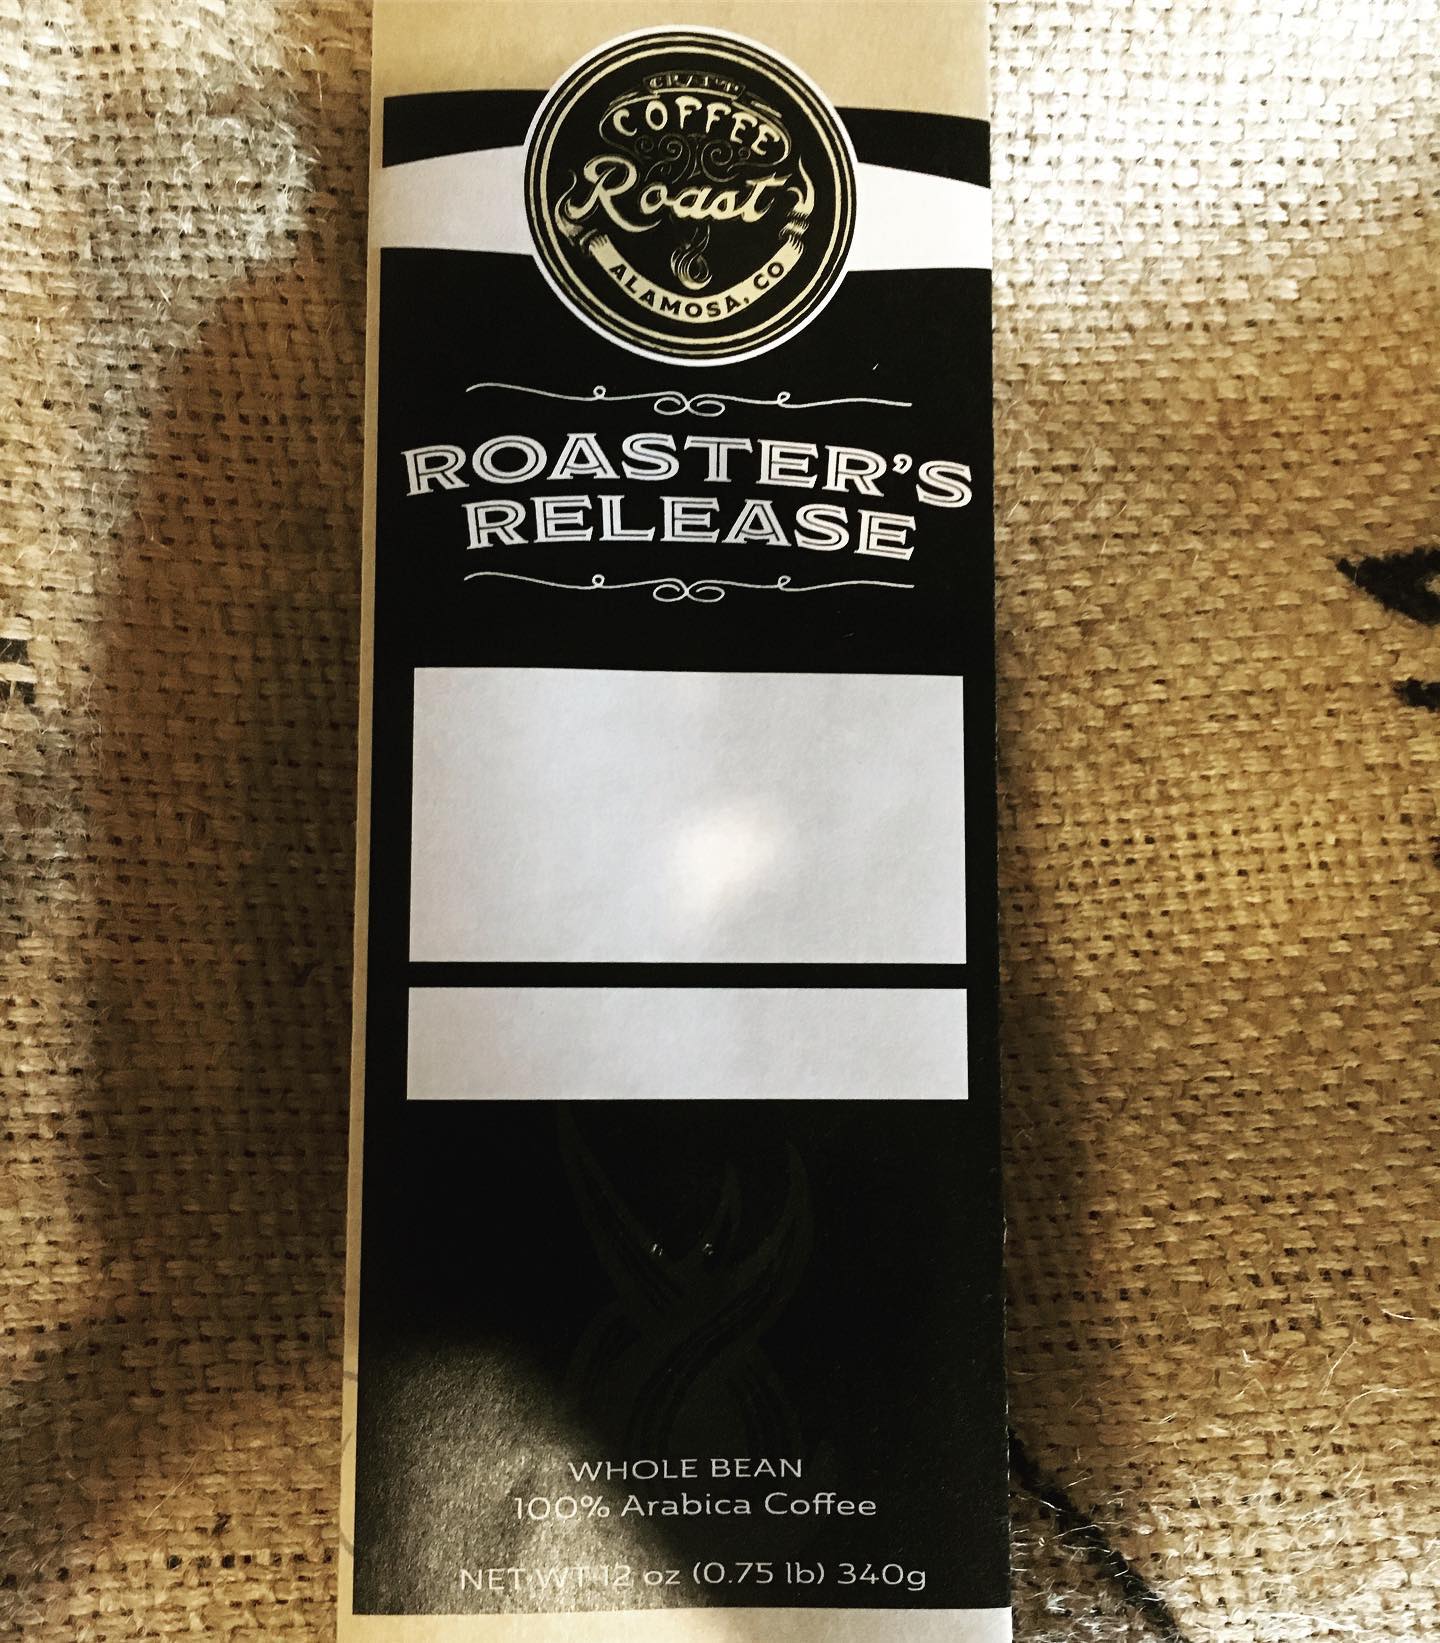 CRAFT
COFFEE
Roast
ALAMOSA, CO
ROASTER'S
RELEASE
WHOLE BEAN
100% Arabica Coffee
NET WT 12 oz (0.75 lb) 340g